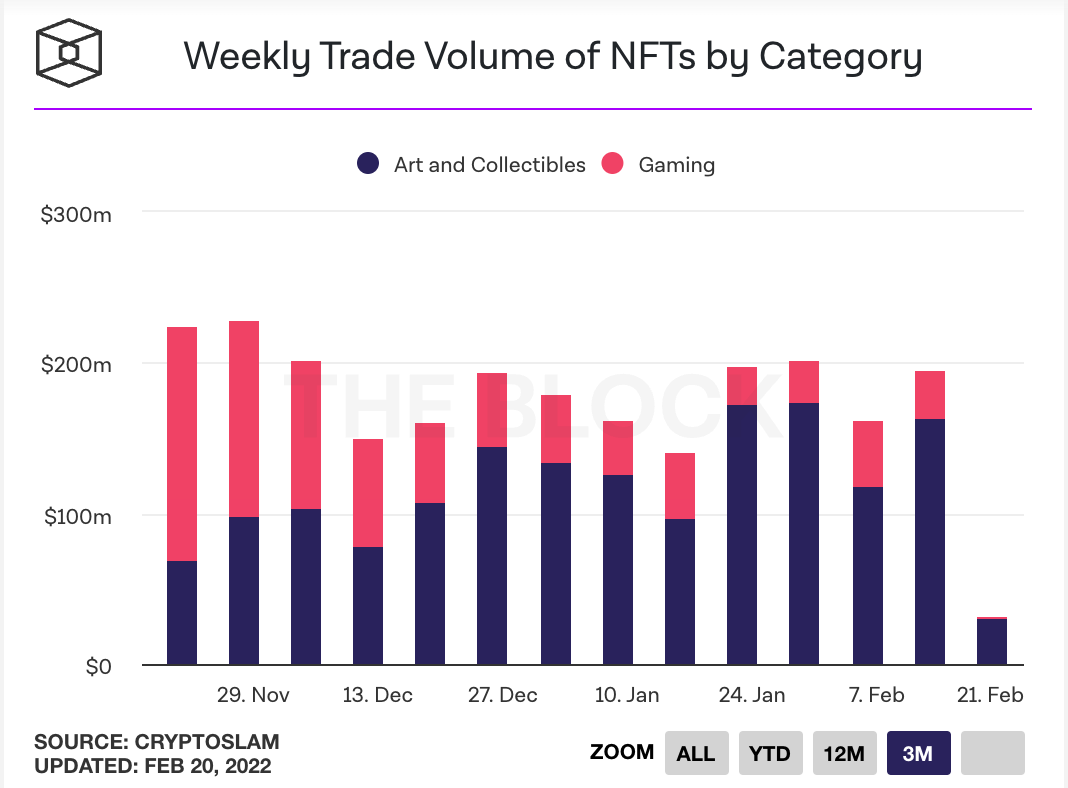 Weekly Trade Volume of NFTs by Category
Art and Collectibles Gaming
$300m
$200m
THE BLOCK
$100m
$0
29. Nov 13. Dec 27. Dec 10. Jan 24. Jan 7. Feb 21. Feb
SOURCE: CRYPTOSLAM
UPDATED: FEB 20, 2022
ZOOM ALL YTD 12M 3M